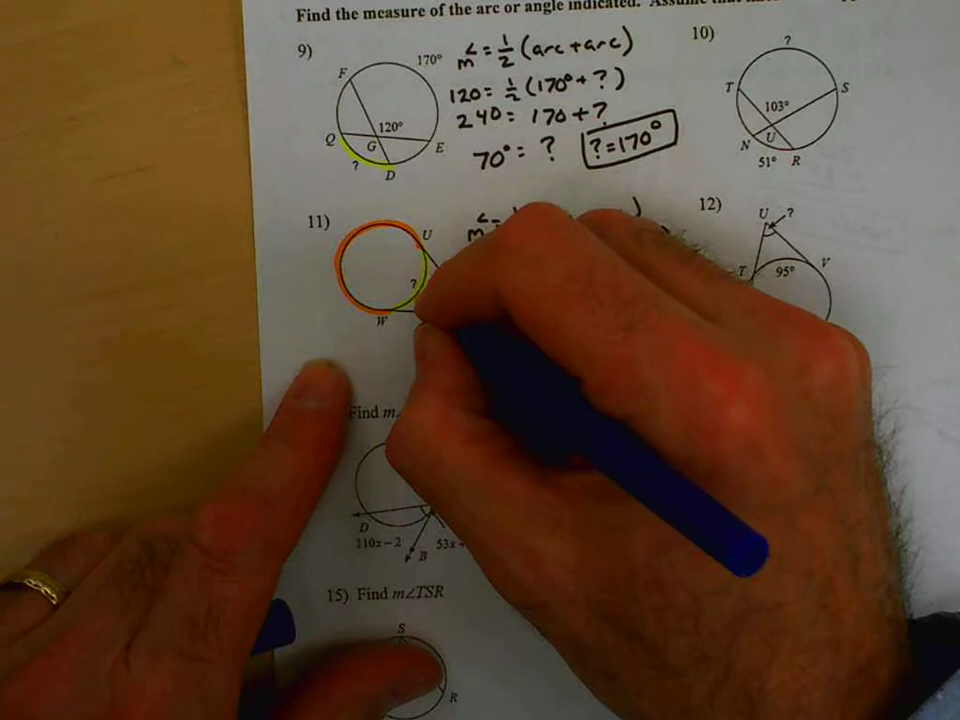 Find the measure of the arc or angle indicated.
9)
170°
F
120°
Q
G
E
?
D
∠
m = 1/2 (arc + arc)
120 = 1/2 (170° + ?)
240 = 170 + ?
70° = ?
? = 170°
10)
?
T
S
103°
N
U
51°
R
11)
U
?
W
∠
m
12)
U
?
T
V
95°
Find m
D
110x − 2
53x +
B
15) Find m∠TSR
S
R